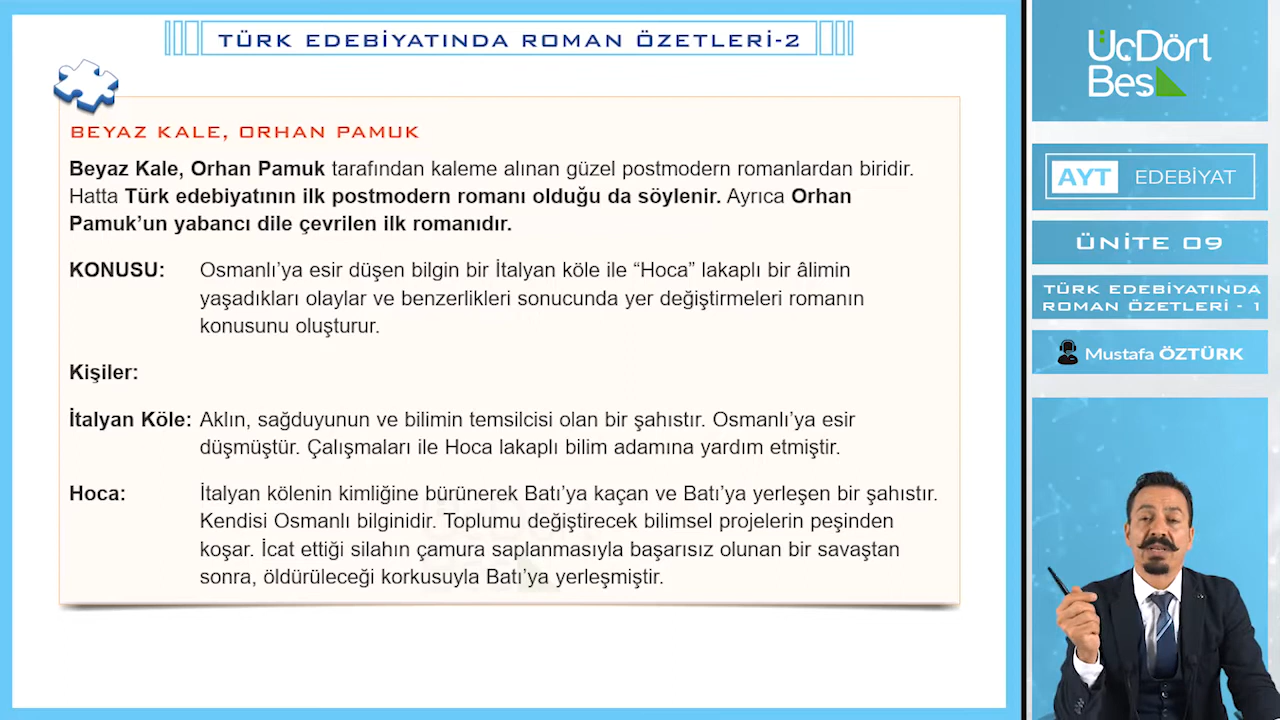 TÜRK EDEBİYATINDA ROMAN ÖZETLERİ-2
BEYAZ KALE, ORHAN PAMUK
Beyaz Kale, Orhan Pamuk tarafından kaleme alınan güzel postmodern romanlardan biridir.
Hatta Türk edebiyatının ilk postmodern romanı olduğu da söylenir. Ayrıca Orhan
Pamuk’un yabancı dile çevrilen ilk romanıdır.
KONUSU: Osmanlı’ya esir düşen bilgin bir İtalyan köle ile “Hoca” lakaplı bir âlimin
yaşadıkları olaylar ve benzerlikleri sonucunda yer değiştirmeleri romanın
konusunu oluşturur.
Kişiler:
İtalyan Köle: Aklın, sağduyunun ve bilimin temsilcisi olan bir şahıstır. Osmanlı’ya esir
düşmüştür. Çalışmaları ile Hoca lakaplı bilim adamına yardım etmiştir.
Hoca: İtalyan kölenin kimliğine bürünerek Batı’ya kaçan ve Batı’ya yerleşen bir şahıstır.
Kendisi Osmanlı bilginidir. Toplumu değiştirecek bilimsel projelerin peşinden
koşar. İcat ettiği silahın çamura saplanmasıyla başarısız olunan bir savaştan
sonra, öldürüleceği korkusuyla Batı’ya yerleşmiştir.
ÜçDört
Beş
AYT EDEBİYAT
ÜNİTE 09
TÜRK EDEBİYATINDA
ROMAN ÖZETLERİ - 1
Mustafa ÖZTÜRK